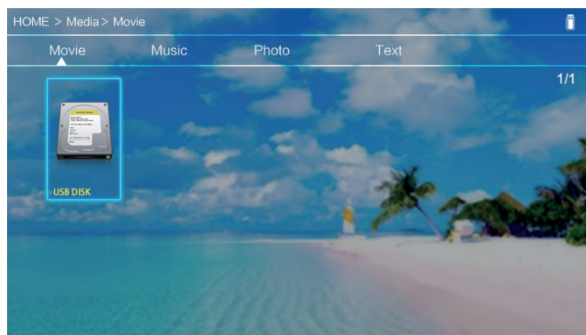 HOME > Media> Movie
Movie Music Photo Text
1/1
USB DISK